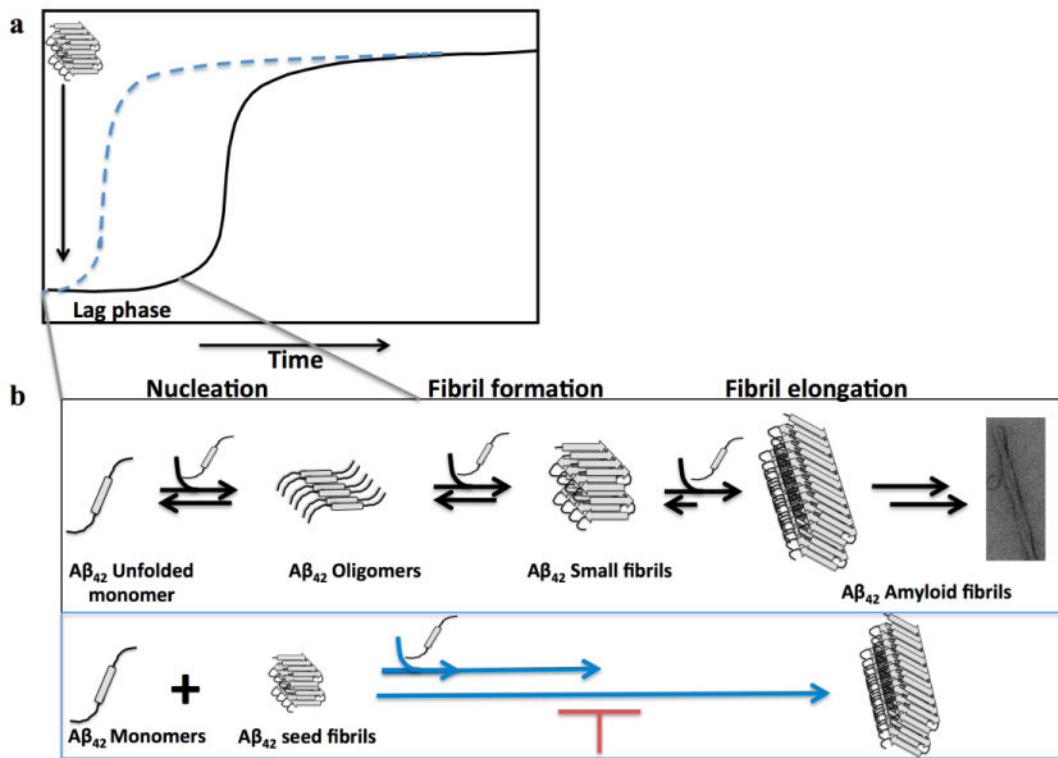 a
Lag phase
Time
b
Nucleation
Fibril formation
Fibril elongation
Aβ₄₂ Unfolded
monomer
Aβ₄₂ Oligomers
Aβ₄₂ Small fibrils
Aβ₄₂ Amyloid fibrils
+
Aβ₄₂ Monomers
Aβ₄₂ seed fibrils